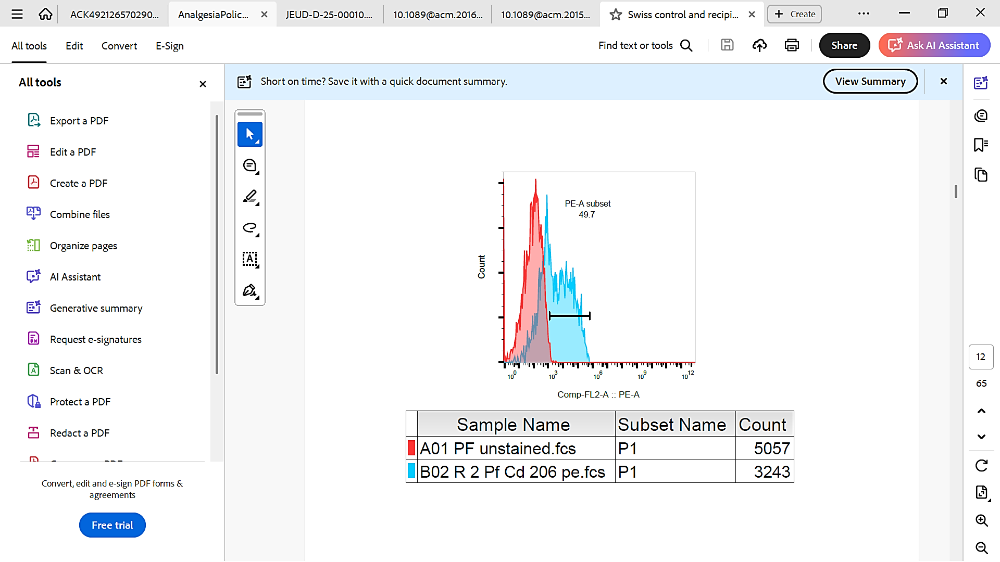 ACK492126570290...
AnalgesiaPolic...
JEUD-D-25-00010....
10.1089@acm.2016...
10.1089@acm.2015...
Swiss control and recipi...
Create
All tools
Edit
Convert
E-Sign
Find text or tools
Share
Ask AI Assistant
All tools
Short on time? Save it with a quick document summary.
View Summary
Export a PDF
Edit a PDF
Create a PDF
Combine files
Organize pages
AI Assistant
Generative summary
Request e-signatures
Scan & OCR
Protect a PDF
Redact a PDF
Convert, edit and e-sign PDF forms &
agreements
Free trial
PE-A subset
49.7
Count
10^0 10^3 10^6 10^9 10^12
Comp-FL2-A :: PE-A
Sample Name Subset Name Count
A01 PF unstained.fcs P1 5057
B02 R 2 Pf Cd 206 pe.fcs P1 3243
12
65